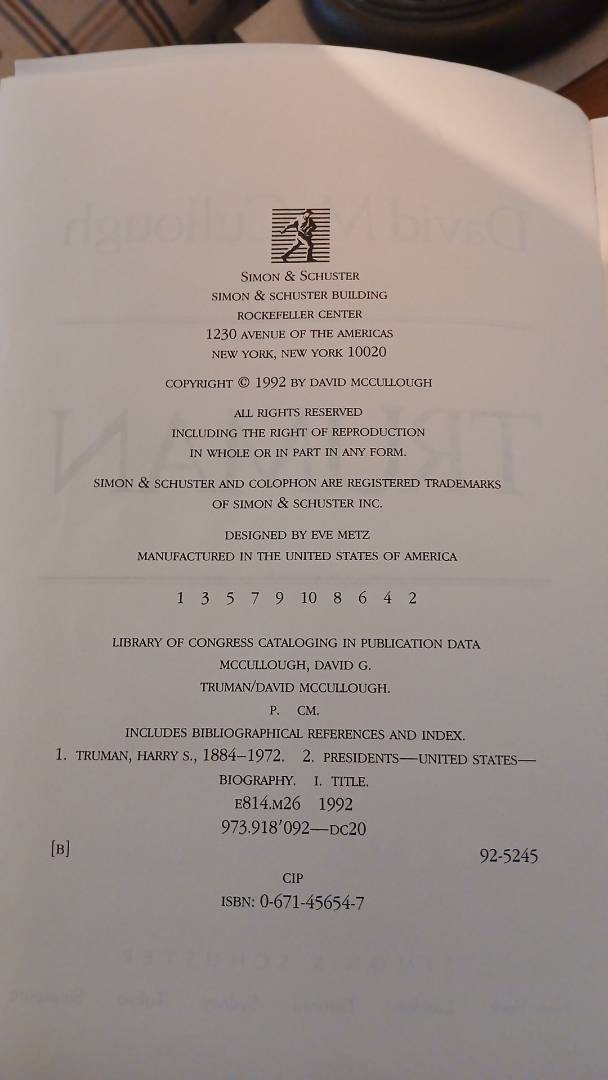 SIMON & SCHUSTER
SIMON & SCHUSTER BUILDING
ROCKEFELLER CENTER
1230 AVENUE OF THE AMERICAS
NEW YORK, NEW YORK 10020
COPYRIGHT © 1992 BY DAVID MCCULLOUGH
ALL RIGHTS RESERVED
INCLUDING THE RIGHT OF REPRODUCTION
IN WHOLE OR IN PART IN ANY FORM.
SIMON & SCHUSTER AND COLOPHON ARE REGISTERED TRADEMARKS
OF SIMON & SCHUSTER INC.
DESIGNED BY EVE METZ
MANUFACTURED IN THE UNITED STATES OF AMERICA
1 3 5 7 9 10 8 6 4 2
LIBRARY OF CONGRESS CATALOGING IN PUBLICATION DATA
MCCULLOUGH, DAVID G.
TRUMAN/DAVID MCCULLOUGH.
P. CM.
INCLUDES BIBLIOGRAPHICAL REFERENCES AND INDEX.
1. TRUMAN, HARRY S., 1884–1972. 2. PRESIDENTS—UNITED STATES—
BIOGRAPHY. I. TITLE.
E814.M26 1992
973.918'092—DC20
[B] 92-5245
CIP
ISBN: 0-671-45654-7